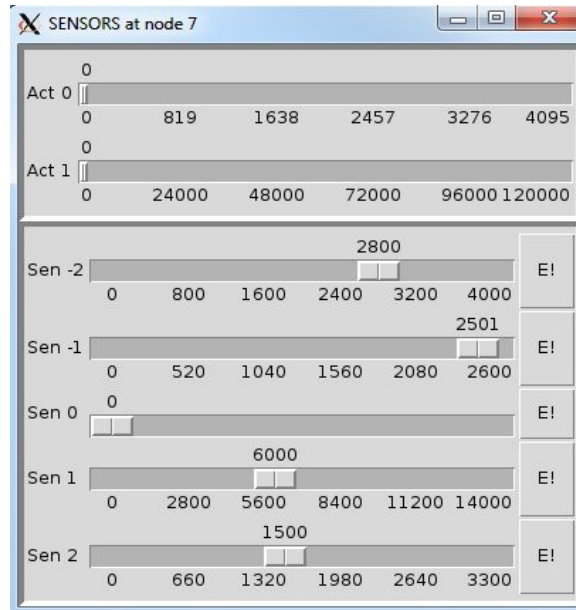 SENSORS at node 7
0
Act 0
0 819 1638 2457 3276 4095
0
Act 1
0 24000 48000 72000 96000 120000
2800
Sen -2 E!
0 800 1600 2400 3200 4000
2501
Sen -1 E!
0 520 1040 1560 2080 2600
0
Sen 0 E!
6000
Sen 1 E!
0 2800 5600 8400 11200 14000
1500
Sen 2 E!
0 660 1320 1980 2640 3300